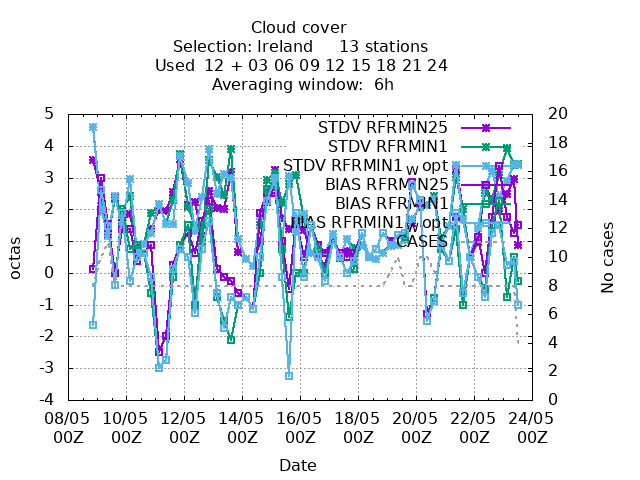 Cloud cover
Selection: Ireland 13 stations
Used 12 + 03 06 09 12 15 18 21 24
Averaging window: 6h
STDV RFRMIN25
STDV RFRMIN1
STDV RFRMIN1_w opt
BIAS RFRMIN25
BIAS RFRMIN1
BIAS RFRMIN1_w opt
CASES
5
4
3
2
1
0
-1
-2
-3
-4
octas
20
18
16
14
12
10
8
6
4
2
0
No cases
08/05 10/05 12/05 14/05 16/05 18/05 20/05 22/05 24/05
00Z 00Z 00Z 00Z 00Z 00Z 00Z 00Z 00Z
Date